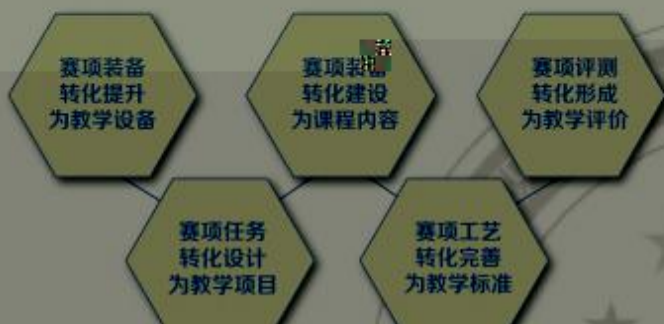 赛项装备
转化提升
为教学设备
赛项任务
转化设计
为教学项目
赛项装备
转化建设
为课程内容
赛项工艺
转化完善
为教学标准
赛项评测
转化形成
为教学评价